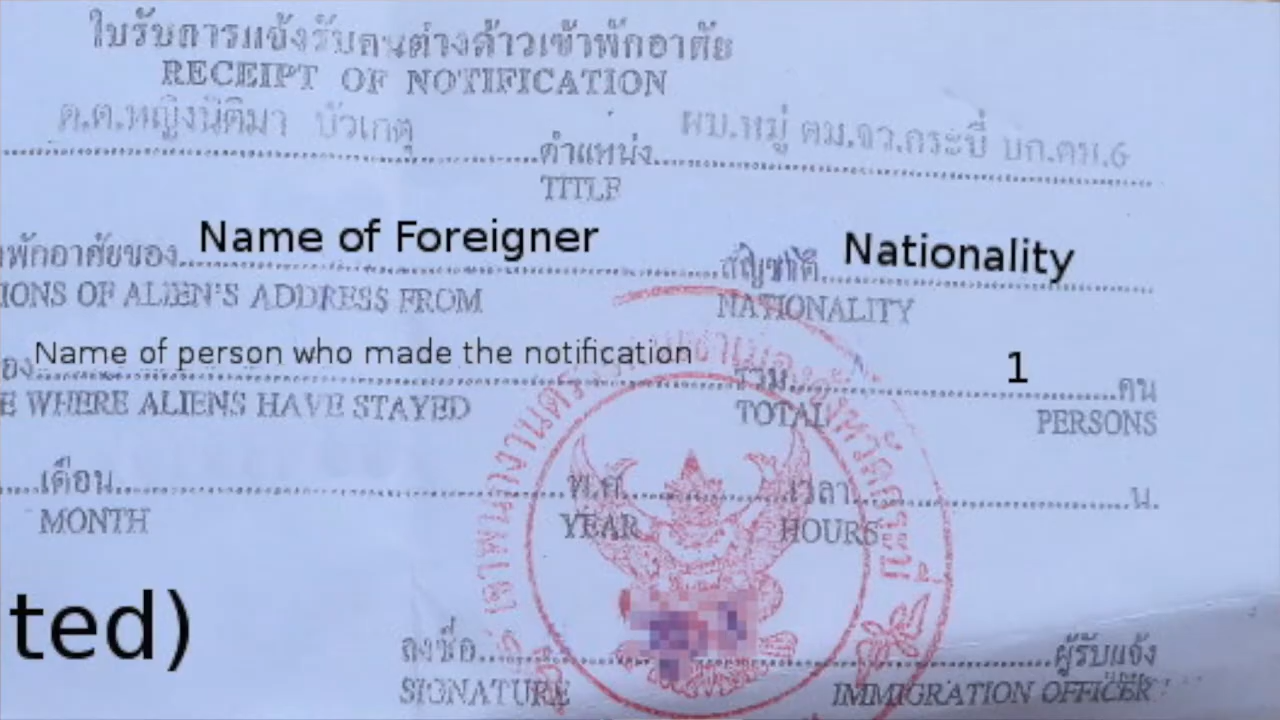 ใบรับการแจ้งรับคนต่างด้าวเข้าพักอาศัย
RECEIPT OF NOTIFICATION
ด.ต.หญิงนิติมา บัวเกตุ ตำแหน่ง ผบ.หมู่ ตม.จว.กระบี่ บก.ตม.6
TITLE
พักอาศัยของ Name of Foreigner สัญชาติ Nationality
IONS OF ALIEN'S ADDRESS FROM NATIONALITY
อง Name of person who made the notification รวม 1 คน
E WHERE ALIENS HAVE STAYED TOTAL PERSONS
เดือน พ.ศ. เวลา น.
MONTH YEAR HOURS
ted)
ลงชื่อ ผู้รับแจ้ง
SIGNATURE IMMIGRATION OFFICER